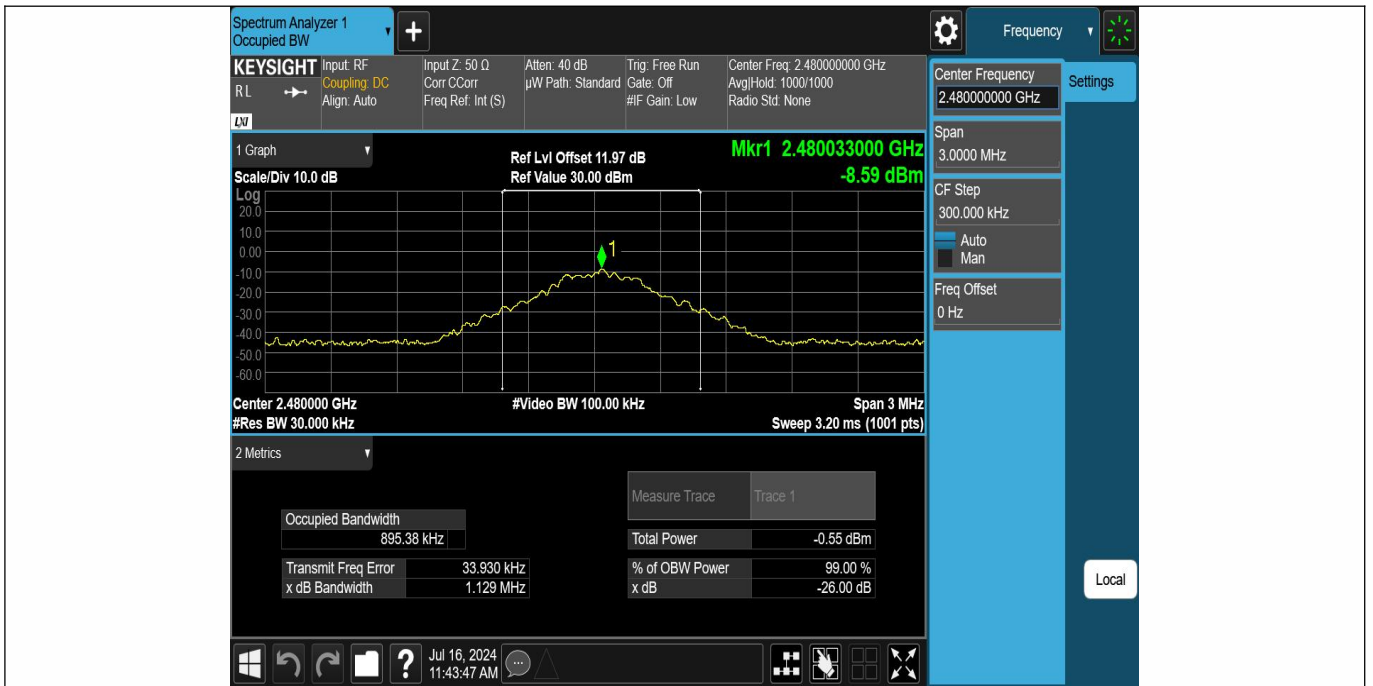 Spectrum Analyzer 1
Occupied BW
+
Frequency
KEYSIGHT
RL
LXI
Input: RF
Coupling: DC
Align: Auto
Input Z: 50 Ω
Corr CCorr
Freq Ref: Int (S)
Atten: 40 dB
µW Path: Standard
Trig: Free Run
Gate: Off
#IF Gain: Low
Center Freq: 2.480000000 GHz
Avg|Hold: 1000/1000
Radio Std: None
Center Frequency
2.480000000 GHz
Settings
Span
3.0000 MHz
CF Step
300.000 kHz
Auto
Man
Freq Offset
0 Hz
Local
1 Graph
Scale/Div 10.0 dB
Ref Lvl Offset 11.97 dB
Ref Value 30.00 dBm
Mkr1 2.480033000 GHz
-8.59 dBm
Log
20.0
10.0
0.00
-10.0
-20.0
-30.0
-40.0
-50.0
-60.0
1
Center 2.480000 GHz
#Video BW 100.00 kHz
Span 3 MHz
#Res BW 30.000 kHz
Sweep 3.20 ms (1001 pts)
2 Metrics
Measure Trace Trace 1
Occupied Bandwidth
895.38 kHz
Total Power -0.55 dBm
Transmit Freq Error 33.930 kHz
% of OBW Power 99.00 %
x dB Bandwidth 1.129 MHz
x dB -26.00 dB
?
Jul 16, 2024
11:43:47 AM